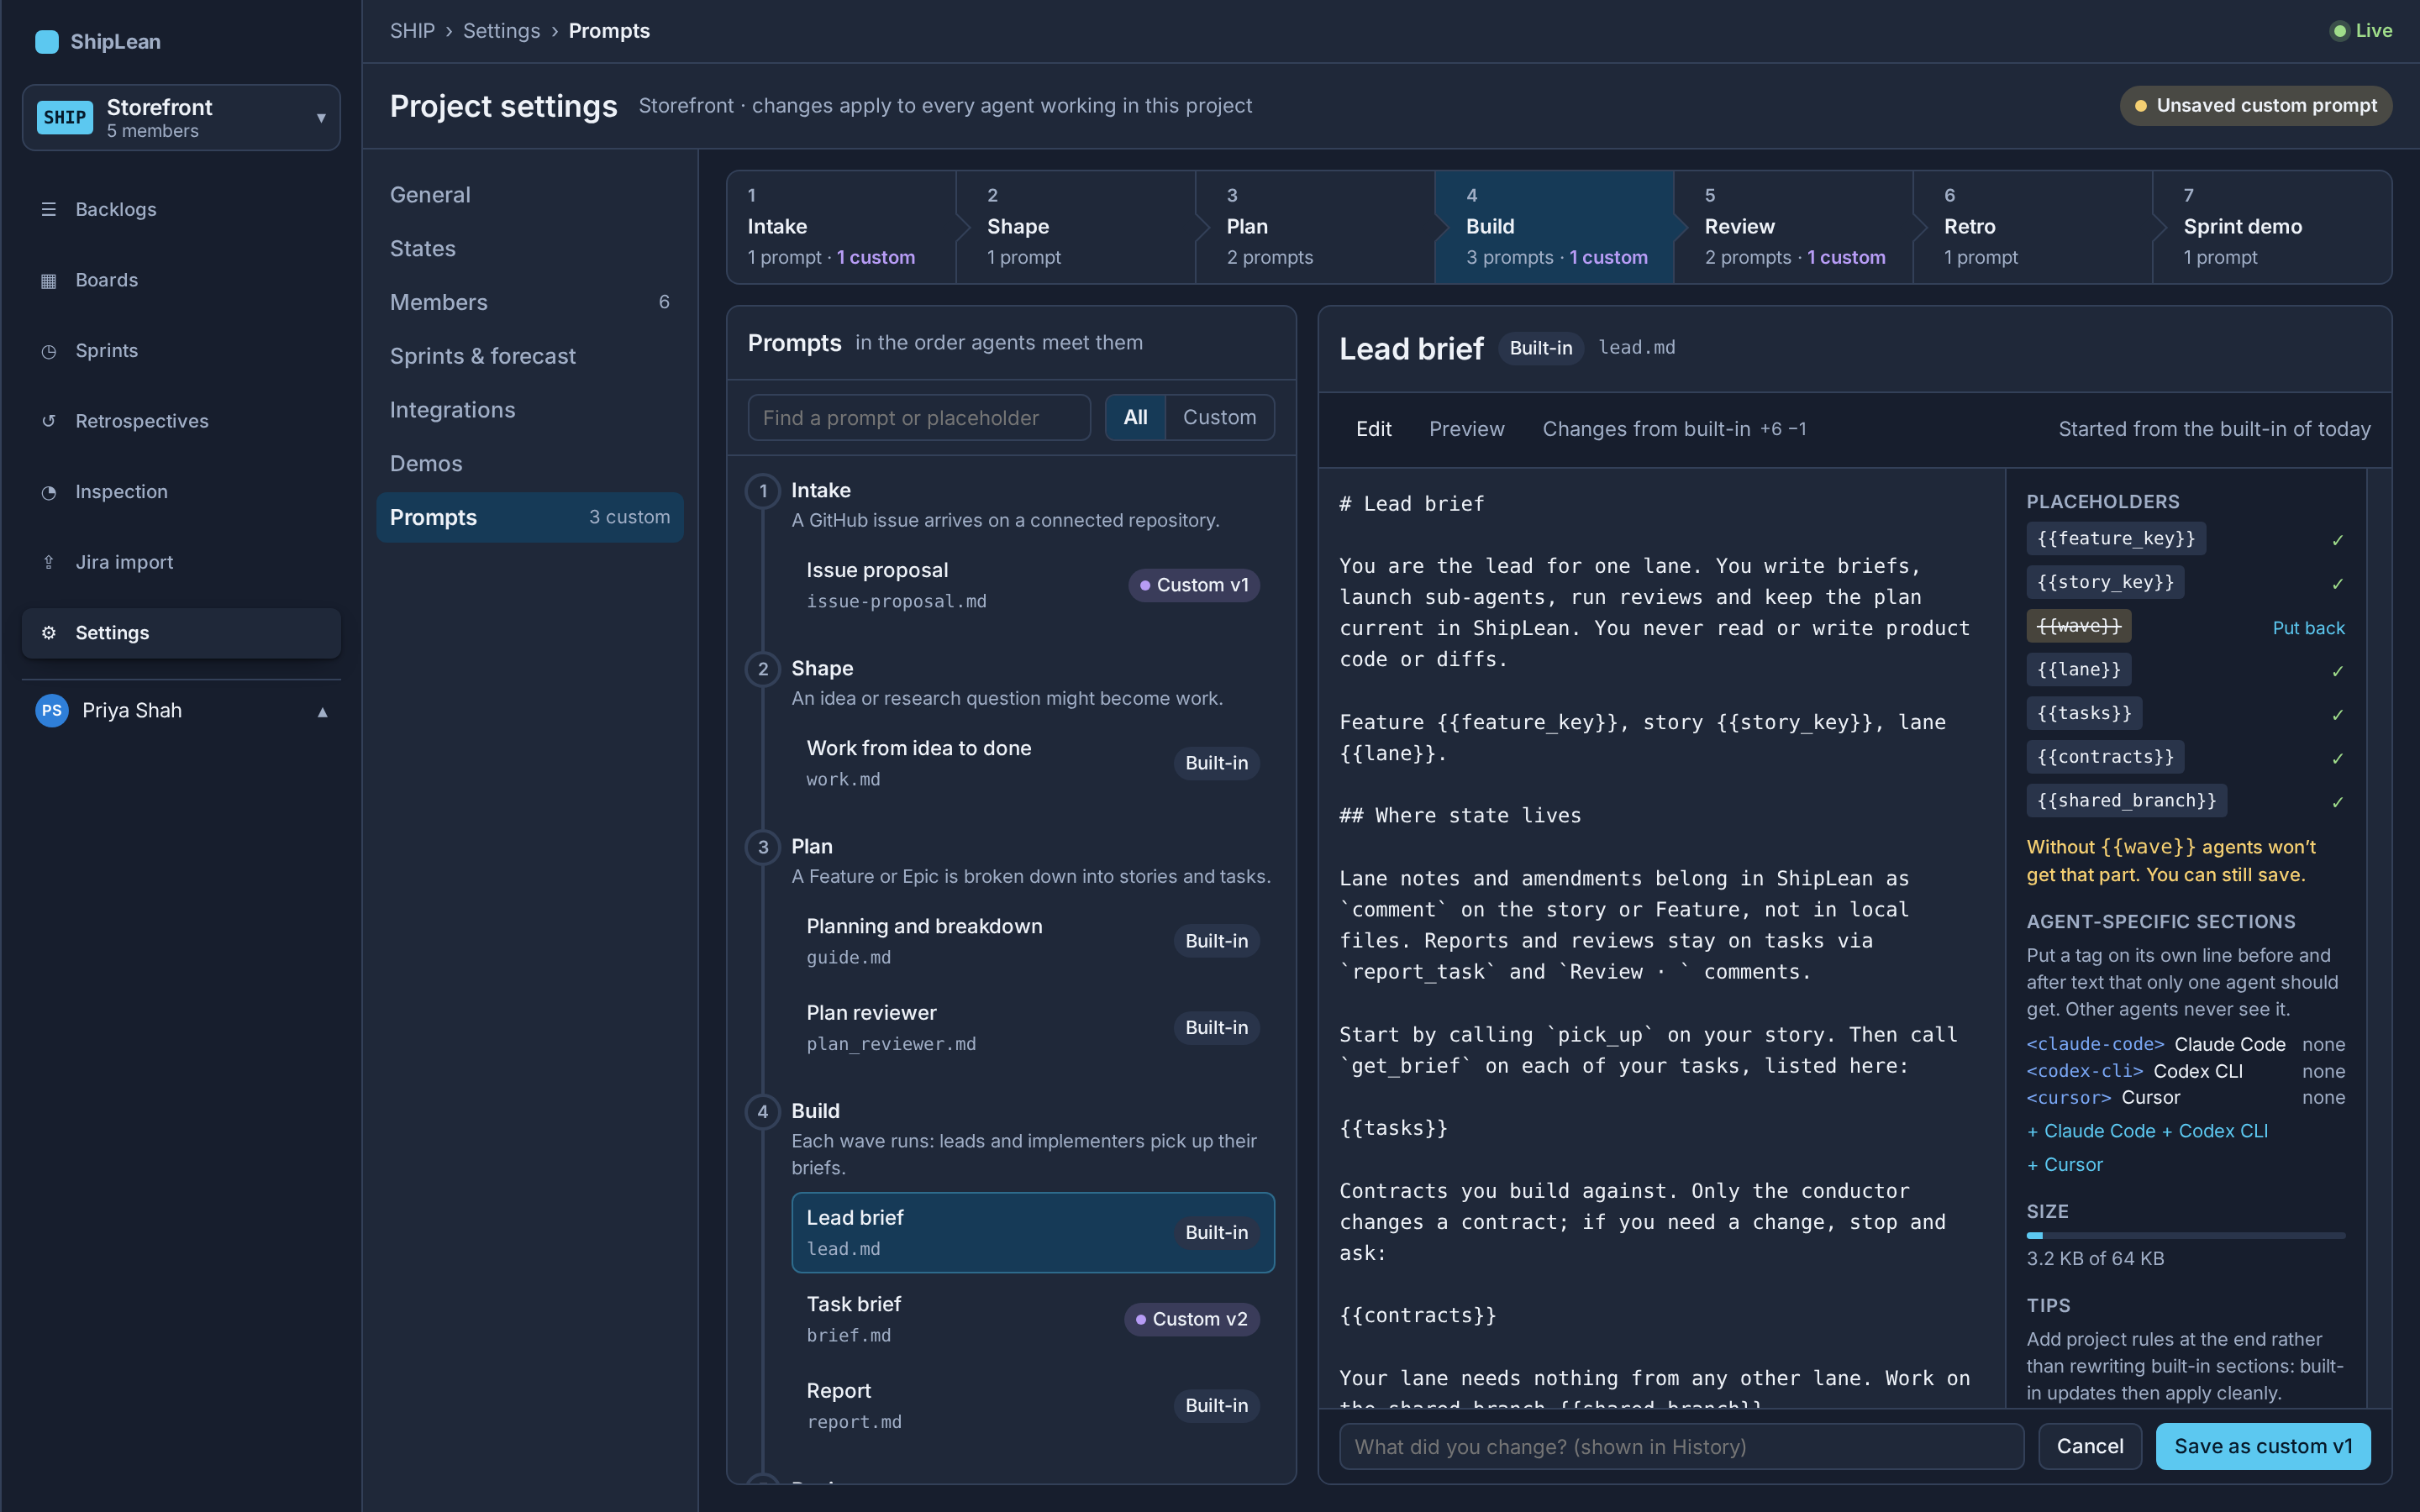 ShipLean
SHIP
Storefront
5 members
Backlogs
Boards
Sprints
Retrospectives
Inspection
Jira import
Settings
PS
Priya Shah
SHIP › Settings › Prompts
Live
Project settings
Storefront · changes apply to every agent working in this project
Unsaved custom prompt
General
States
Members 6
Sprints & forecast
Integrations
Demos
Prompts 3 custom
1
Intake
1 prompt · 1 custom
2
Shape
1 prompt
3
Plan
2 prompts
4
Build
3 prompts · 1 custom
5
Review
2 prompts · 1 custom
6
Retro
1 prompt
7
Sprint demo
1 prompt
Prompts in the order agents meet them
Find a prompt or placeholder
All
Custom
1 Intake
A GitHub issue arrives on a connected repository.
Issue proposal
issue-proposal.md
Custom v1
2 Shape
An idea or research question might become work.
Work from idea to done
work.md
Built-in
3 Plan
A Feature or Epic is broken down into stories and tasks.
Planning and breakdown
guide.md
Built-in
Plan reviewer
plan_reviewer.md
Built-in
4 Build
Each wave runs: leads and implementers pick up their
briefs.
Lead brief
lead.md
Built-in
Task brief
brief.md
Custom v2
Report
report.md
Built-in
Lead brief Built-in lead.md
Edit
Preview
Changes from built-in +6 −1
Started from the built-in of today
# Lead brief
You are the lead for one lane. You write briefs,
launch sub-agents, run reviews and keep the plan
current in ShipLean. You never read or write product
code or diffs.
Feature {{feature_key}}, story {{story_key}}, lane
{{lane}}.
## Where state lives
Lane notes and amendments belong in ShipLean as
`comment` on the story or Feature, not in local
files. Reports and reviews stay on tasks via
`report_task` and `Review · ` comments.
Start by calling `pick_up` on your story. Then call
`get_brief` on each of your tasks, listed here:
{{tasks}}
Contracts you build against. Only the conductor
changes a contract; if you need a change, stop and
ask:
{{contracts}}
Your lane needs nothing from any other lane. Work on
the shared branch {{shared_branch}}
PLACEHOLDERS
{{feature_key}} ✓
{{story_key}} ✓
{{wave}} Put back
{{lane}} ✓
{{tasks}} ✓
{{contracts}} ✓
{{shared_branch}} ✓
Without {{wave}} agents won’t
get that part. You can still save.
AGENT-SPECIFIC SECTIONS
Put a tag on its own line before and
after text that only one agent should
get. Other agents never see it.
<claude-code> Claude Code none
<codex-cli> Codex CLI none
<cursor> Cursor none
+ Claude Code + Codex CLI
+ Cursor
SIZE
3.2 KB of 64 KB
TIPS
Add project rules at the end rather
than rewriting built-in sections: built-
in updates then apply cleanly.
What did you change? (shown in History)
Cancel
Save as custom v1